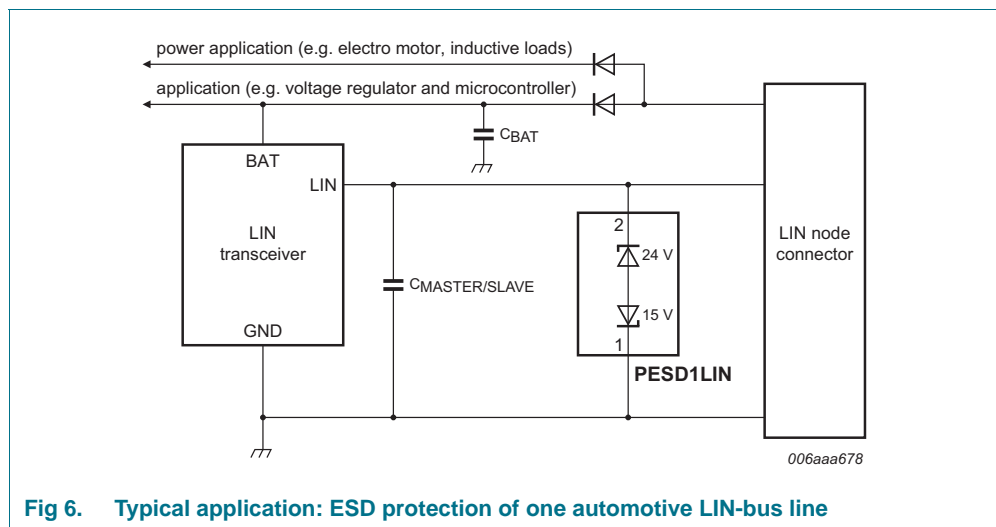 power application (e.g. electro motor, inductive loads)
application (e.g. voltage regulator and microcontroller)
CBAT
BAT
LIN
LIN
transceiver
GND
CMASTER/SLAVE
2
24 V
15 V
1
PESD1LIN
LIN node
connector
006aaa678
Fig 6. Typical application: ESD protection of one automotive LIN-bus line